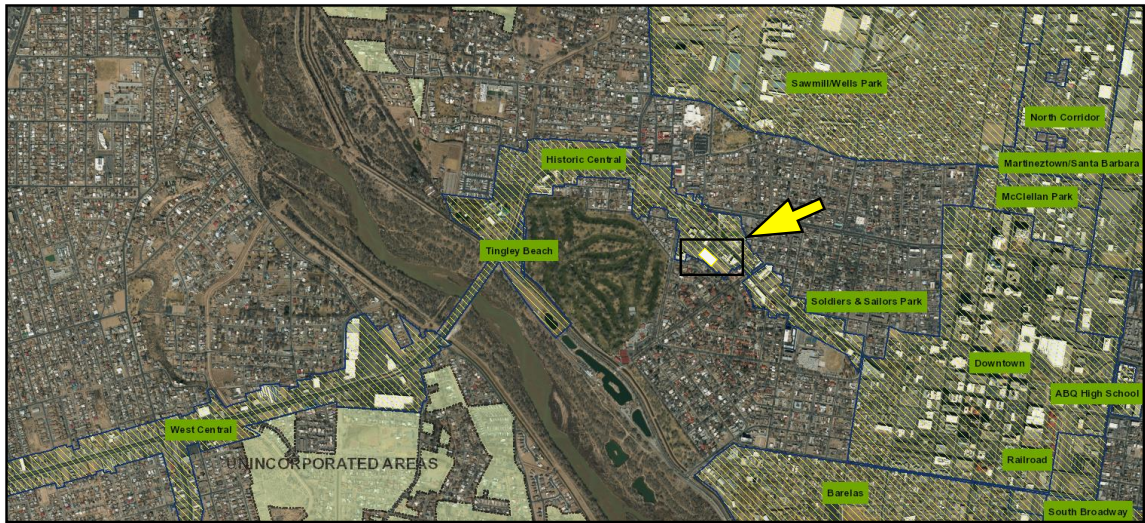 Sawmill/Wells Park
North Corridor
Historic Central
Martineztown/Santa Barbara
McClellan Park
Tingley Beach
Soldiers & Sailors Park
Downtown
ABQ High School
West Central
UNINCORPORATED AREAS
Railroad
Barelas
South Broadway